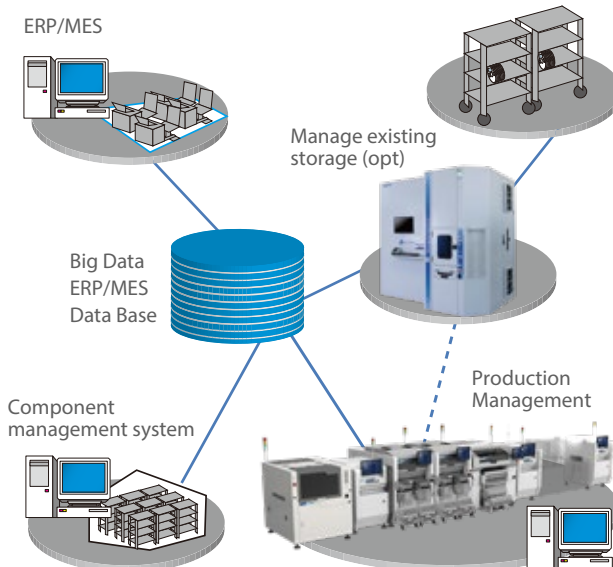 ERP/MES
Manage existing
storage (opt)
Big Data
ERP/MES
Data Base
Production
Management
Component
management system